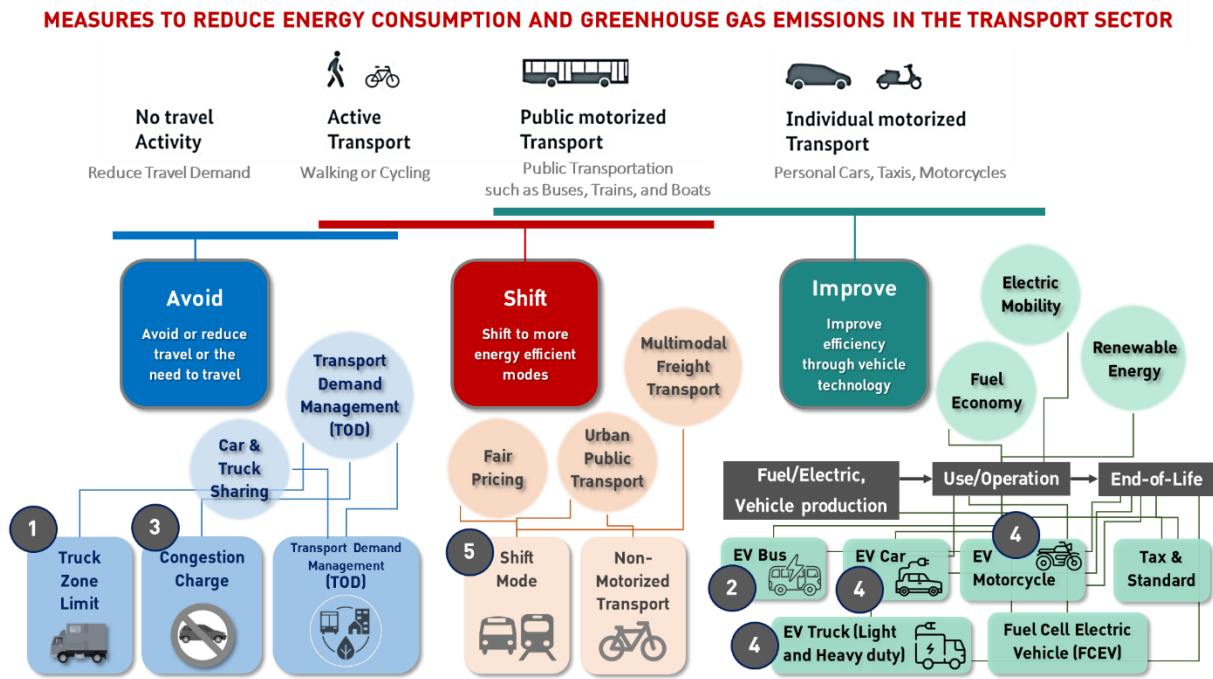 MEASURES TO REDUCE ENERGY CONSUMPTION AND GREENHOUSE GAS EMISSIONS IN THE TRANSPORT SECTOR
No travel
Activity
Reduce Travel Demand
Active
Transport
Walking or Cycling
Public motorized
Transport
Public Transportation
such as Buses, Trains, and Boats
Individual motorized
Transport
Personal Cars, Taxis, Motorcycles
Avoid
Avoid or reduce
travel or the
need to travel
Transport
Demand
Management
(TOD)
Car &
Truck
Sharing
1
Truck
Zone
Limit
3
Congestion
Charge
Transport Demand
Management
(TOD)
Shift
Shift to more
energy efficient
modes
Multimodal
Freight
Transport
Fair
Pricing
Urban
Public
Transport
5
Shift
Mode
Non-
Motorized
Transport
Improve
Improve
efficiency
through vehicle
technology
Electric
Mobility
Renewable
Energy
Fuel
Economy
Fuel/Electric,
Vehicle production
Use/Operation
End-of-Life
EV Bus
2
EV Car
4
EV
Motorcycle
4
Tax &
Standard
4
EV Truck (Light
and Heavy duty)
Fuel Cell Electric
Vehicle (FCEV)